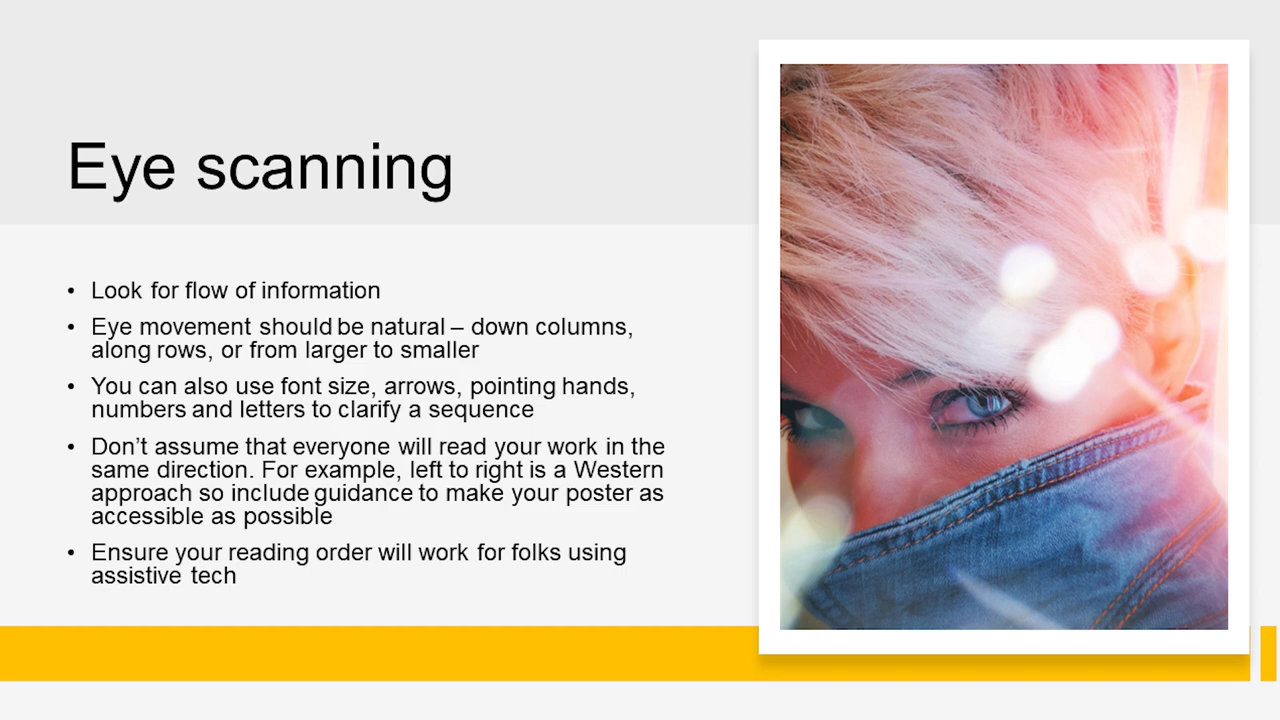 Eye scanning
• Look for flow of information
• Eye movement should be natural – down columns,
along rows, or from larger to smaller
• You can also use font size, arrows, pointing hands,
numbers and letters to clarify a sequence
• Don’t assume that everyone will read your work in the
same direction. For example, left to right is a Western
approach so include guidance to make your poster as
accessible as possible
• Ensure your reading order will work for folks using
assistive tech